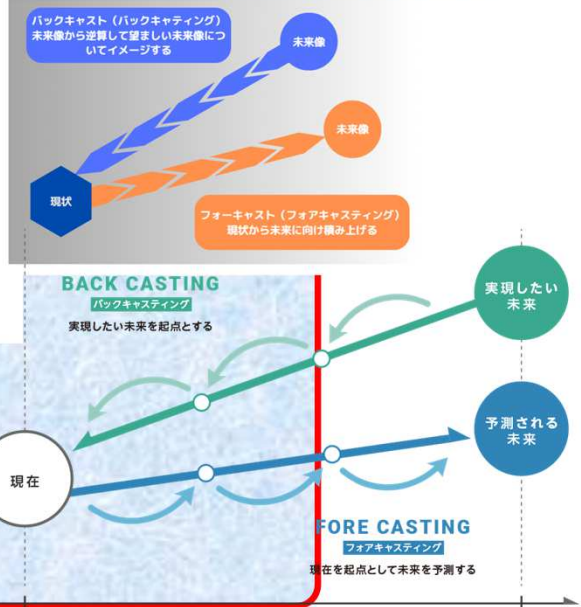 バックキャスト（バックキャティング）
未来像から逆算して望ましい未来像につ
いてイメージする
未来像
未来像
現状
フォーキャスト（フォアキャスティング）
現状から未来に向け積み上げる
BACK CASTING
バックキャスティング
実現したい未来を起点とする
実現したい
未来
予測される
未来
現在
FORE CASTING
フォアキャスティング
現在を起点として未来を予測する